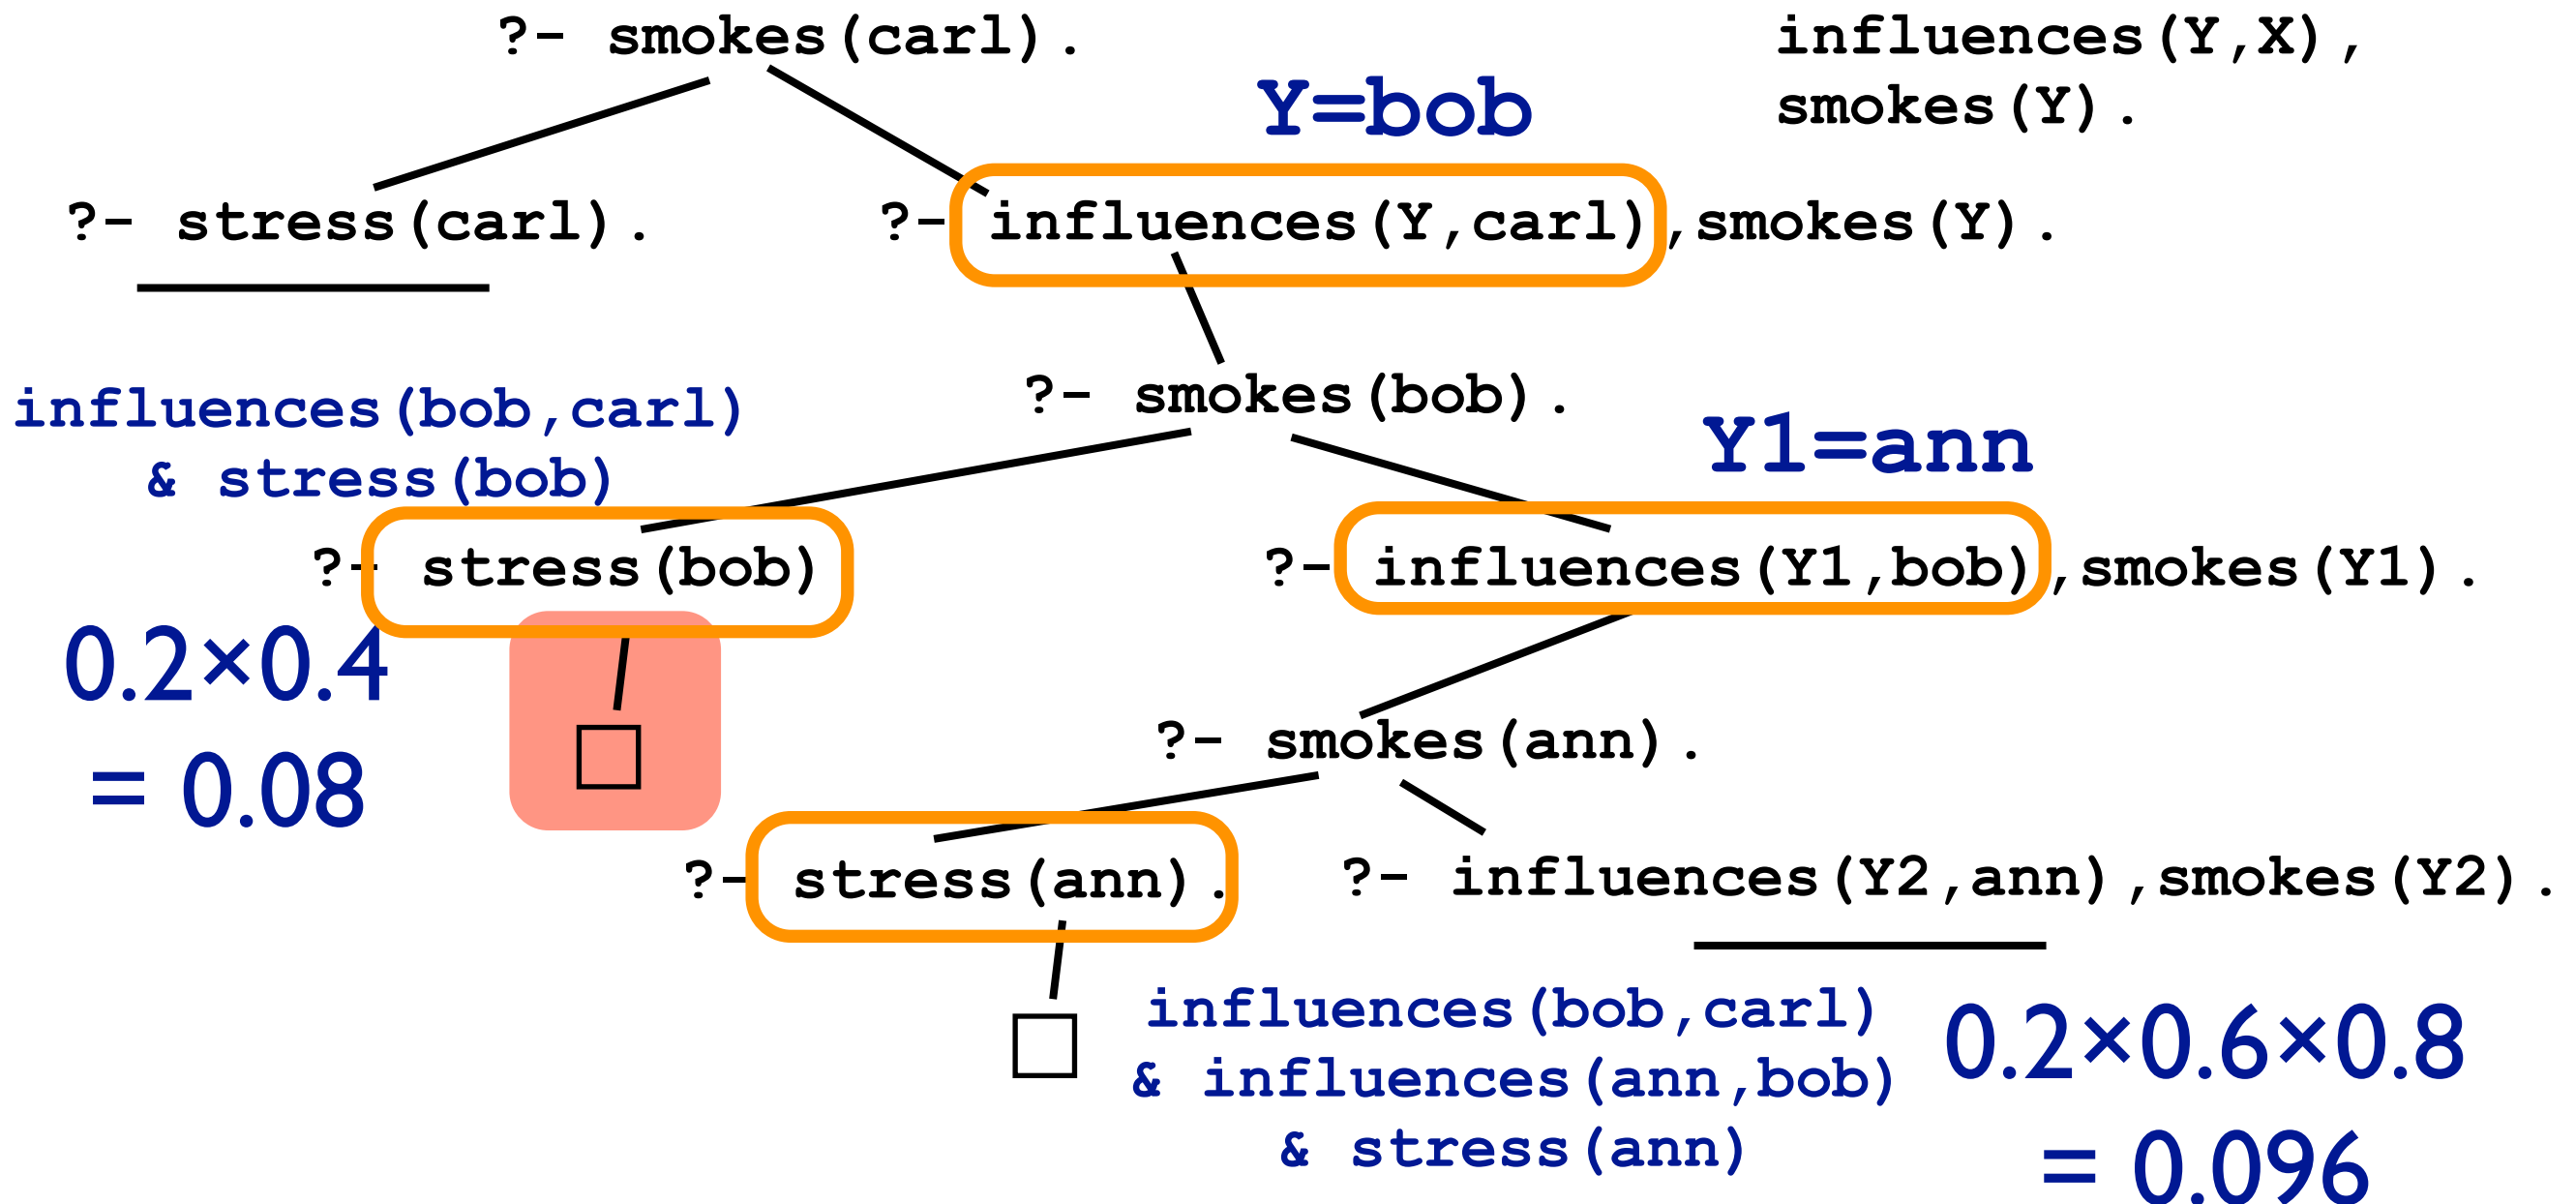 ?- smokes(carl).
influences(Y,X),
smokes(Y).
Y=bob
?- stress(carl).
?- influences(Y,carl),smokes(Y).
?- smokes(bob).
influences(bob,carl)
& stress(bob)
Y1=ann
?- stress(bob)
?- influences(Y1,bob),smokes(Y1).
0.2×0.4
= 0.08
?- smokes(ann).
?- stress(ann).
?- influences(Y2,ann),smokes(Y2).
influences(bob,carl)
& influences(ann,bob)
& stress(ann)
0.2×0.6×0.8
= 0.096